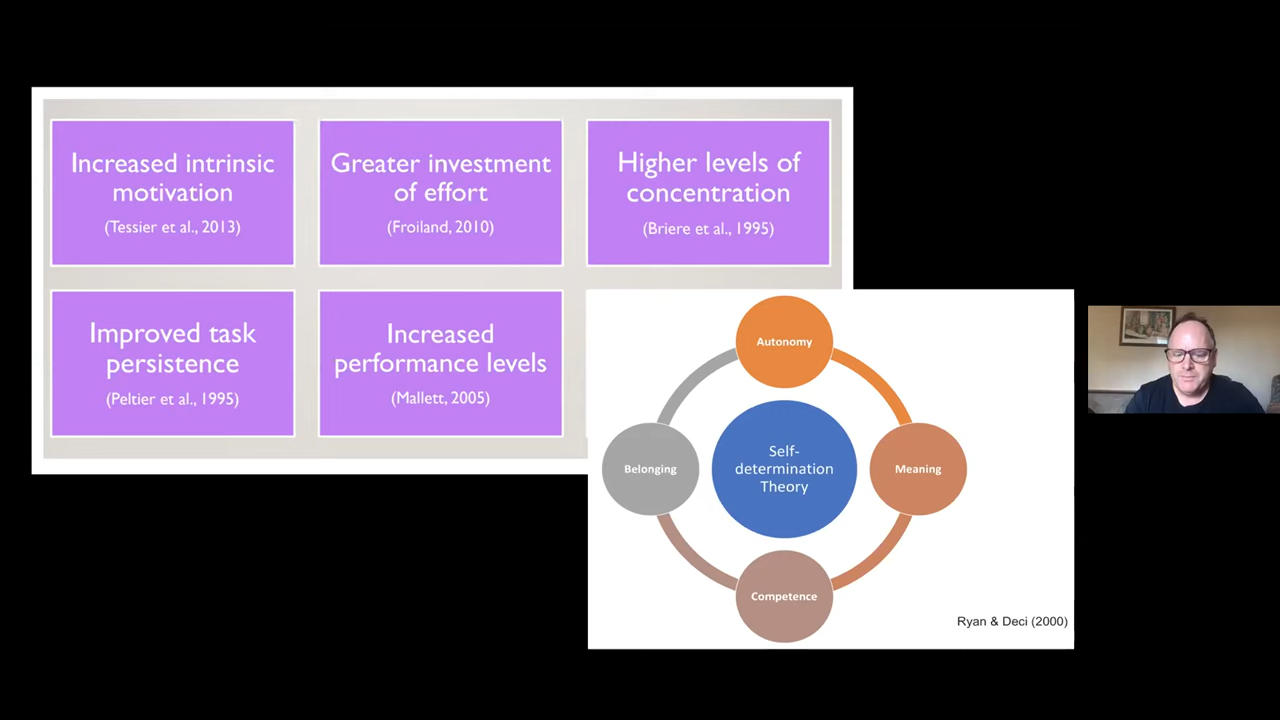 Increased intrinsic
motivation
(Tessier et al., 2013)
Greater investment
of effort
(Froiland, 2010)
Higher levels of
concentration
(Briere et al., 1995)
Improved task
persistence
(Peltier et al., 1995)
Increased
performance levels
(Mallett, 2005)
Autonomy
Belonging
Self-
determination
Theory
Meaning
Competence
Ryan & Deci (2000)